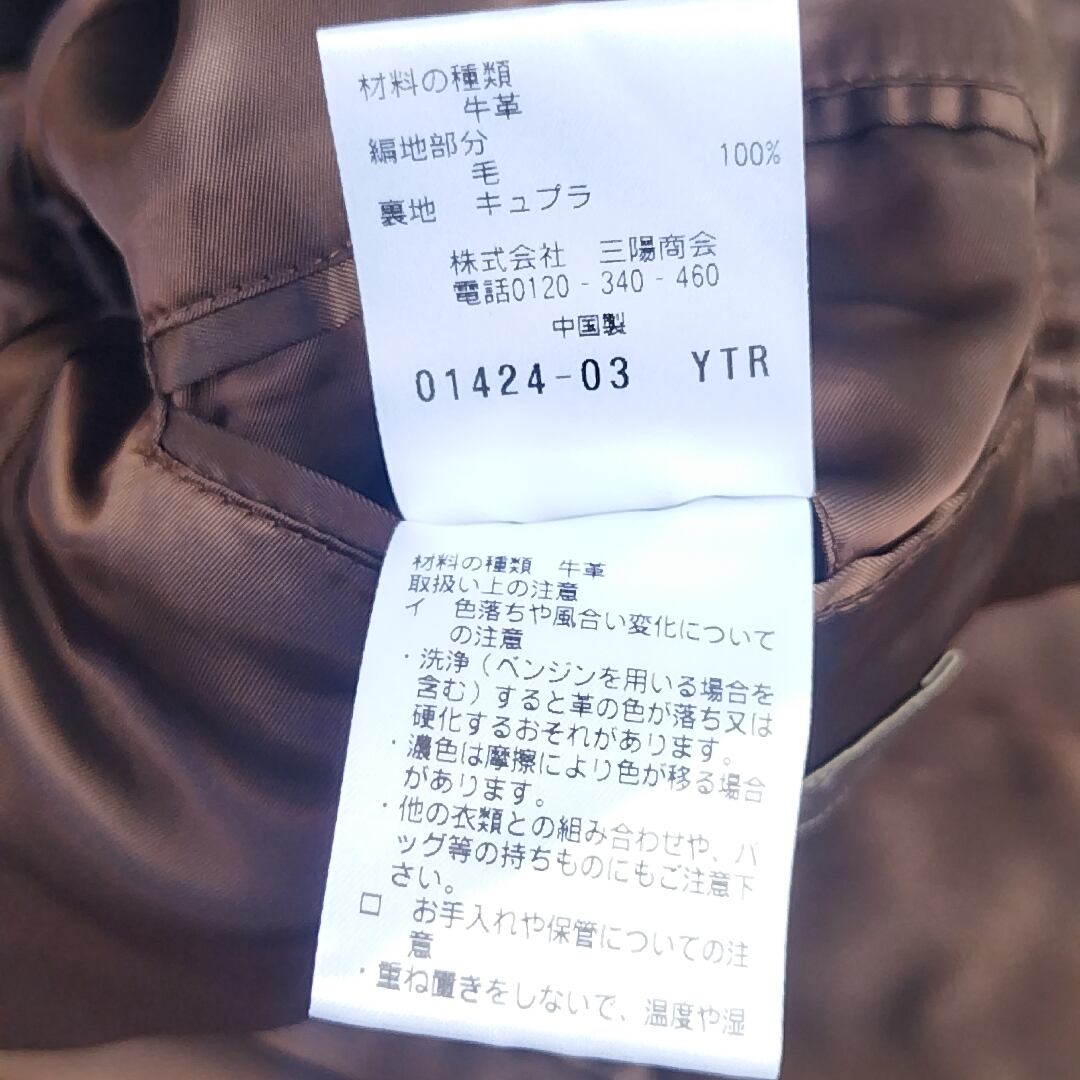 材料の種類
牛革
編地部分
毛 100%
裏地 キュプラ
株式会社 三陽商会
電話0120-340-460
中国製
01424-03 YTR
材料の種類 牛革
取扱い上の注意
イ 色落ちや風合い変化について
の注意
・洗浄(ベンジンを用いる場合を
含む)すると革の色が落ち又は
硬化するおそれがあります。
・濃色は摩擦により色が移る場合
があります。
・他の衣類との組み合わせや、バ
ッグ等の持ちものにもご注意下
さい。
ロ お手入れや保管についての注
意
・重ね置きをしないで、温度や湿